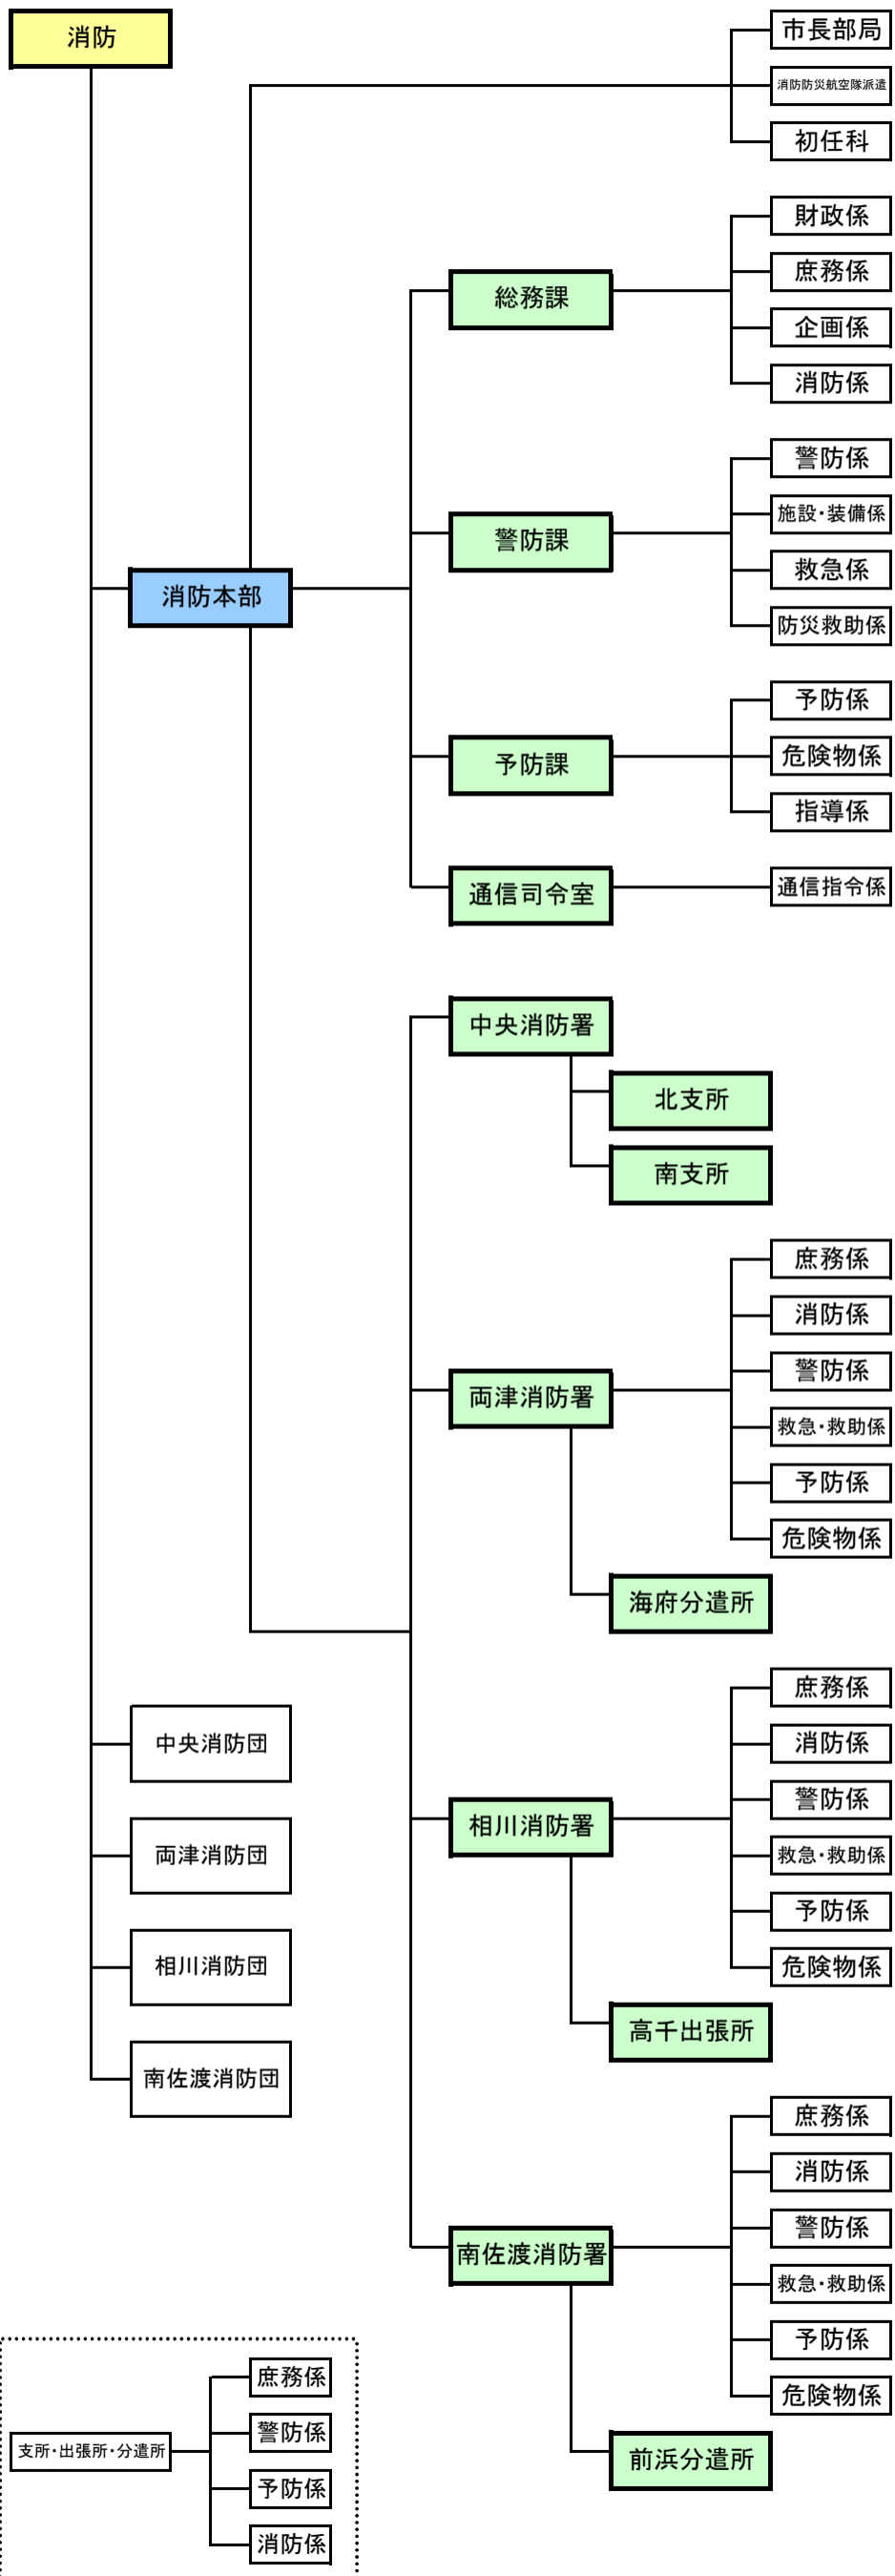 消防
市長部局
消防防災航空隊派遣
初任科
財政係
総務課
庶務係
企画係
消防係
警防係
警防課
施設・装備係
消防本部
救急係
防災救助係
予防係
予防課
危険物係
指導係
通信司令室
通信指令係
中央消防署
北支所
南支所
庶務係
消防係
両津消防署
警防係
救急・救助係
予防係
危険物係
海府分遣所
中央消防団
両津消防団
相川消防団
南佐渡消防団
庶務係
消防係
相川消防署
警防係
救急・救助係
予防係
危険物係
高千出張所
庶務係
消防係
南佐渡消防署
警防係
救急・救助係
予防係
危険物係
前浜分遣所
支所・出張所・分遣所
庶務係
警防係
予防係
消防係